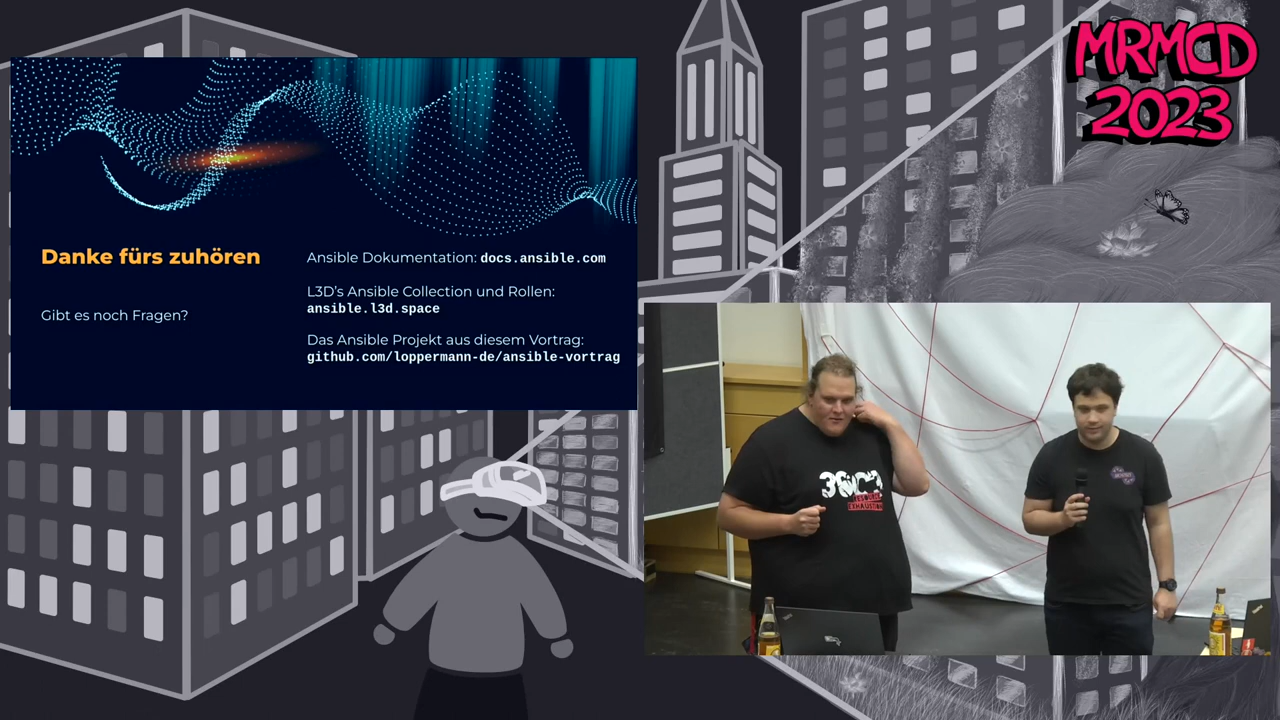 MRMCD
2023
Danke fürs zuhören
Gibt es noch Fragen?
Ansible Dokumentation: docs.ansible.com
L3D's Ansible Collection und Rollen:
ansible.l3d.space
Das Ansible Projekt aus diesem Vortrag:
github.com/loppermann-de/ansible-vortrag